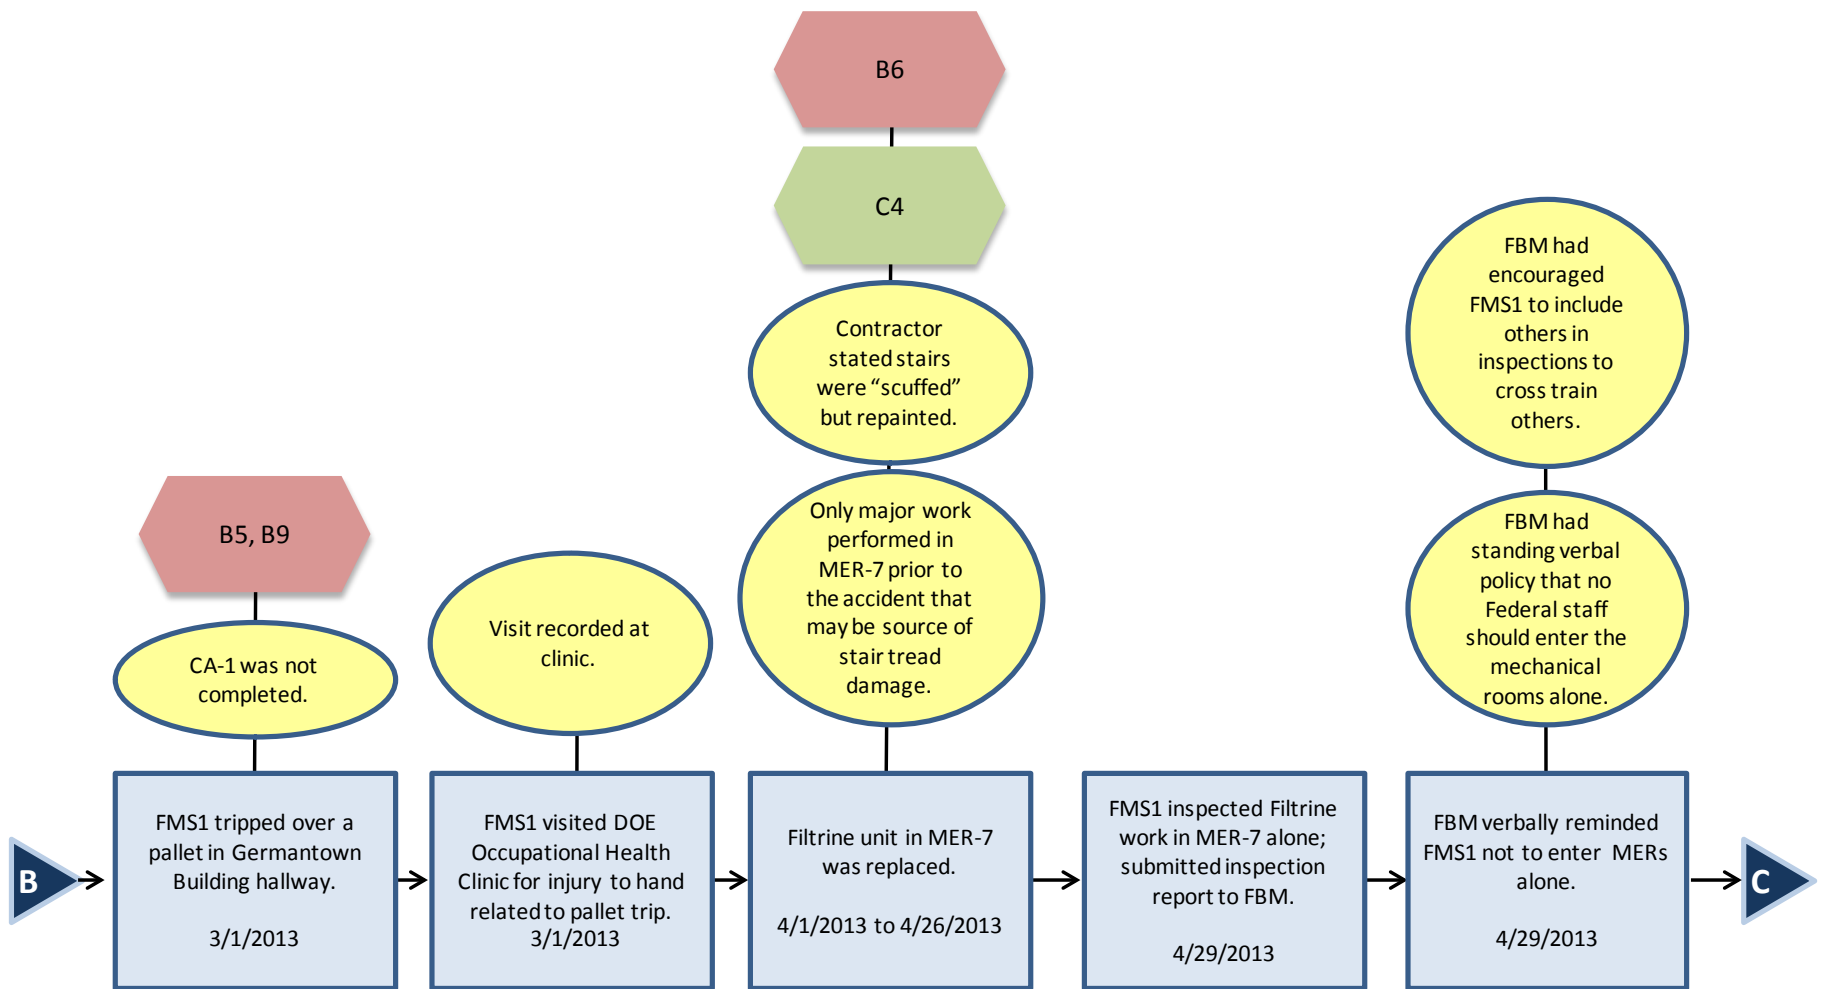 B6
C4
Contractor
stated stairs
were “scuffed”
but repainted.
FBM had
encouraged
FMS1 to include
others in
inspections to
cross train
others.
B5, B9
CA-1 was not
completed.
Visit recorded at
clinic.
Only major work
performed in
MER-7 prior to
the accident that
may be source of
stair tread
damage.
FBM had
standing verbal
policy that no
Federal staff
should enter the
mechanical
rooms alone.
B
FMS1 tripped over a
pallet in Germantown
Building hallway.
3/1/2013
FMS1 visited DOE
Occupational Health
Clinic for injury to hand
related to pallet trip.
3/1/2013
Filtrine unit in MER-7
was replaced.
4/1/2013 to 4/26/2013
FMS1 inspected Filtrine
work in MER-7 alone;
submitted inspection
report to FBM.
4/29/2013
FBM verbally reminded
FMS1 not to enter MERs
alone.
4/29/2013
C